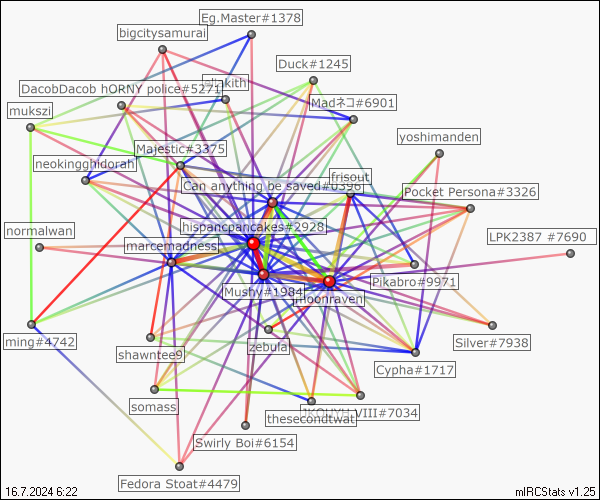 Eg.Master#1378
bigcitysamurai
Duck#1245
DacobDacob hORNY police#5271
Madネコ#6901
mukszi
yoshimanden
Majestic#3375
neokingghidorah
frisout
Can anything be saved#0396
Pocket Persona#3326
hispancpancakes#2928
normalwan
LPK2387 #7690
marcemadness
Pikabro#9971
Mushy#1984
moonraven
ming#4742
zebulal
Silver#7938
shawntee9
Cypha#1717
somass
thesecondtwat
VIII#7034
Swirly Boi#6154
Fedora Stoat#4479
16.7.2024 6:22
mIRCStats v1.25